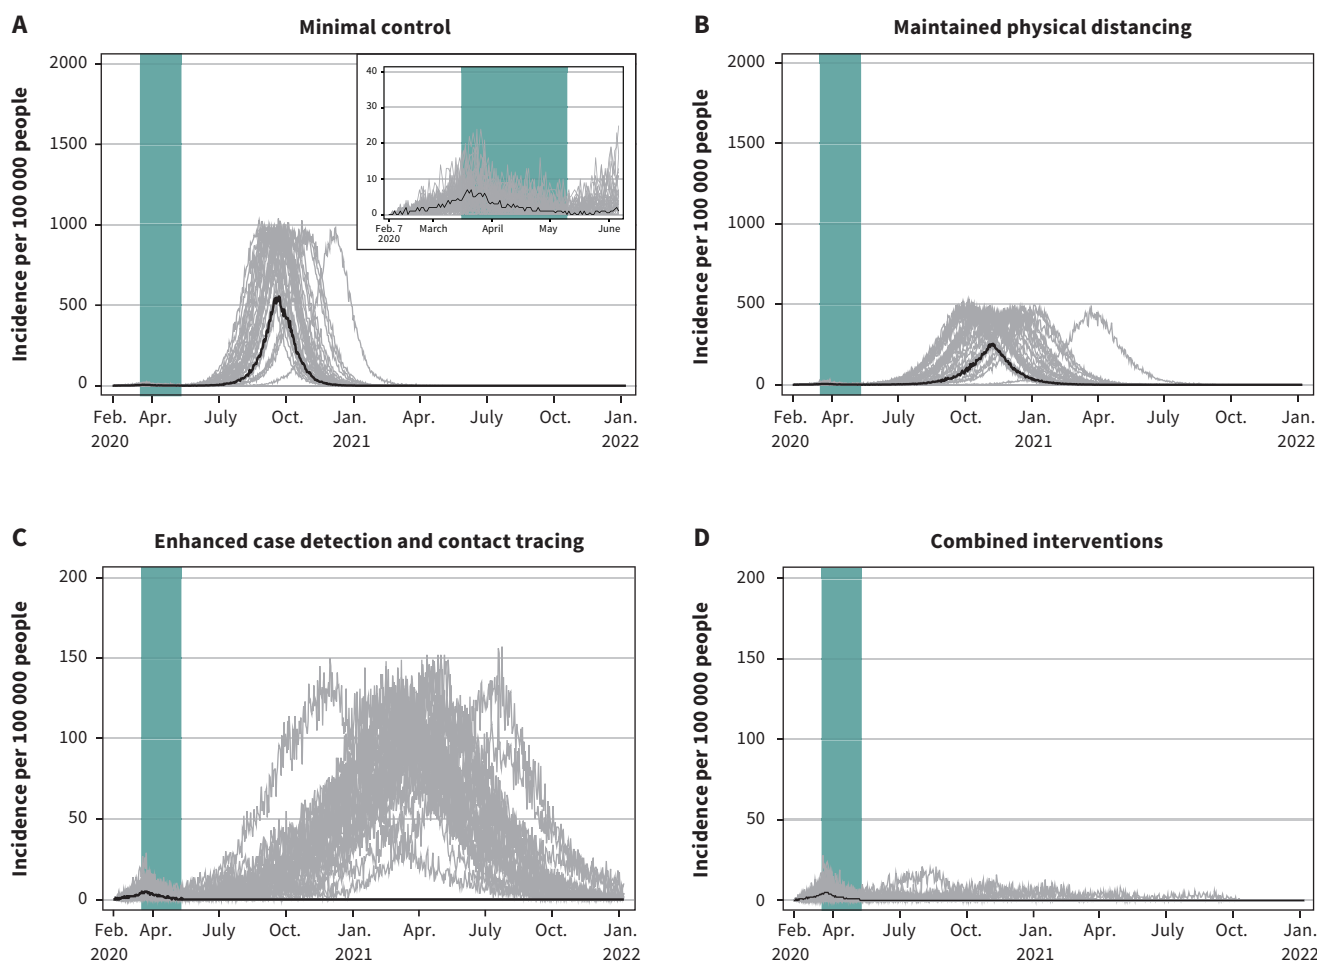 A
Minimal control
Incidence per 100 000 people
2000
1500
1000
500
0
Feb. Apr. July Oct. Jan. Apr. July Oct. Jan.
2020 2021 2022
40
30
20
10
0
Feb. 7 March April May June
2020
B
Maintained physical distancing
Incidence per 100 000 people
2000
1500
1000
500
0
Feb. Apr. July Oct. Jan. Apr. July Oct. Jan.
2020 2021 2022
C
Enhanced case detection and contact tracing
Incidence per 100 000 people
200
150
100
50
0
Feb. Apr. July Oct. Jan. Apr. July Oct. Jan.
2020 2021 2022
D
Combined interventions
Incidence per 100 000 people
200
150
100
50
0
Feb. Apr. July Oct. Jan. Apr. July Oct. Jan.
2020 2021 2022